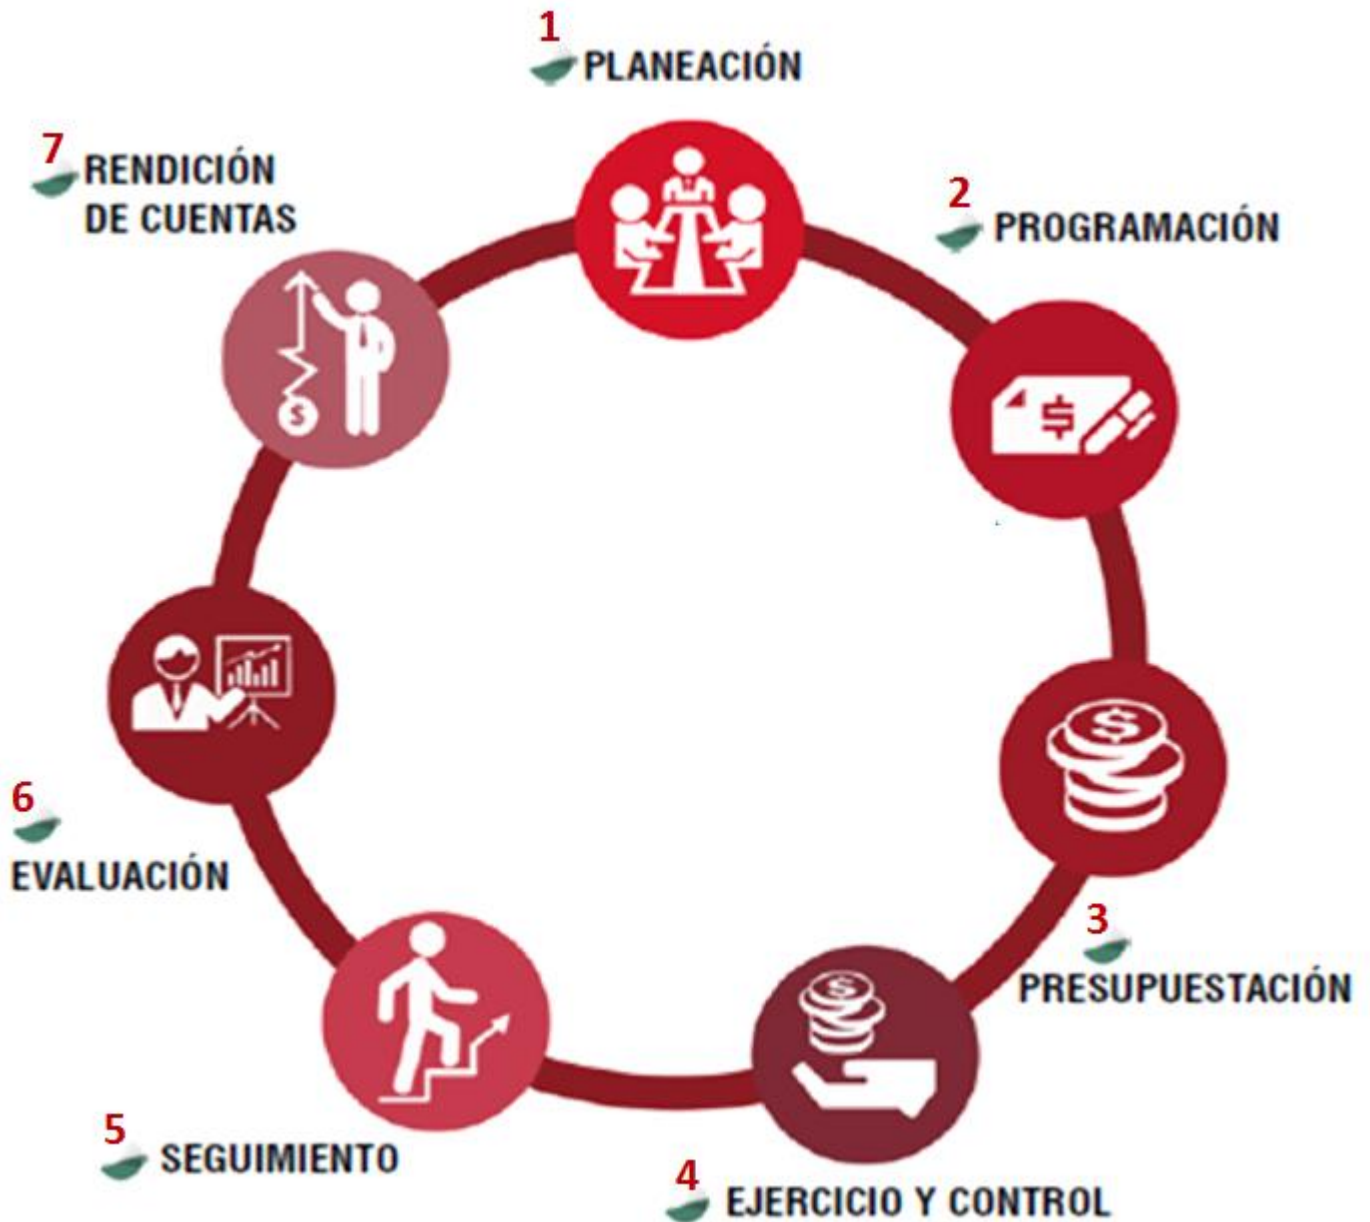 1
PLANEACIÓN
2
PROGRAMACIÓN
3
PRESUPUESTACIÓN
4
EJERCICIO Y CONTROL
5
SEGUIMIENTO
6
EVALUACIÓN
7
RENDICIÓN
DE CUENTAS
$
$
$
$